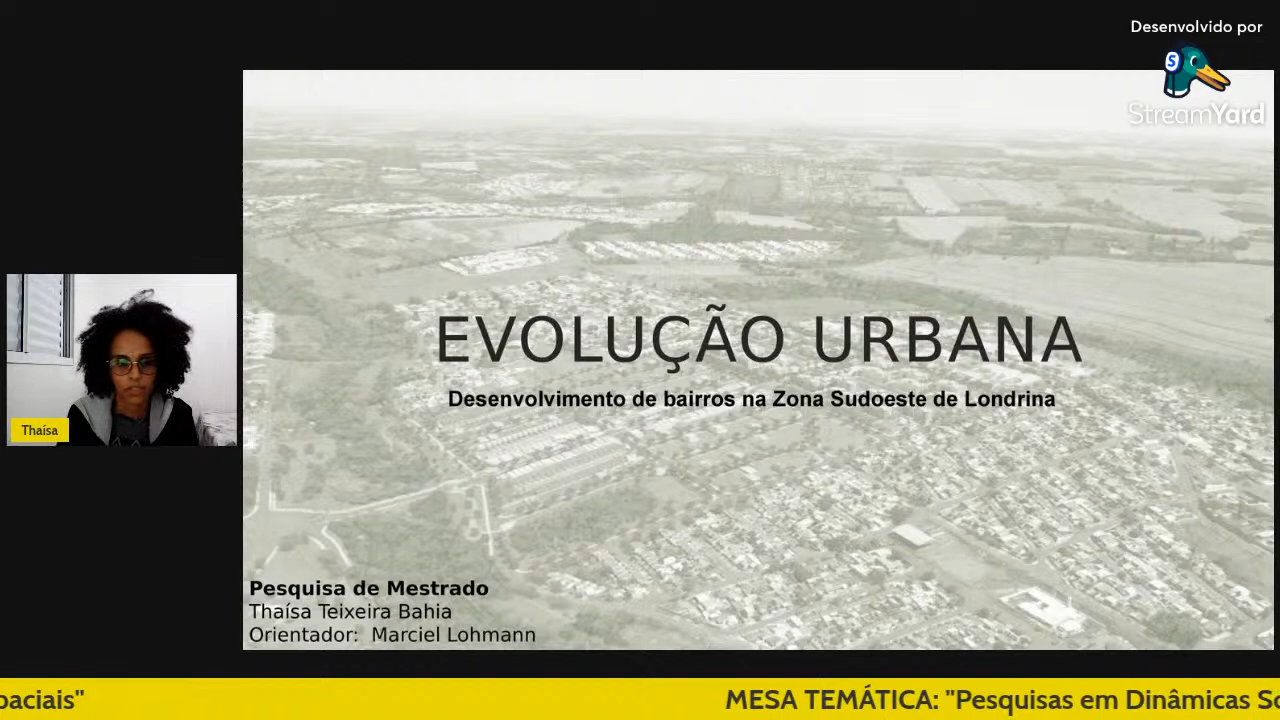 Desenvolvido por
StreamYard
EVOLUÇÃO URBANA
Desenvolvimento de bairros na Zona Sudoeste de Londrina
Thaísa
Pesquisa de Mestrado
Thaísa Teixeira Bahia
Orientador: Marciel Lohmann
paciais" MESA TEMÁTICA: "Pesquisas em Dinâmicas So